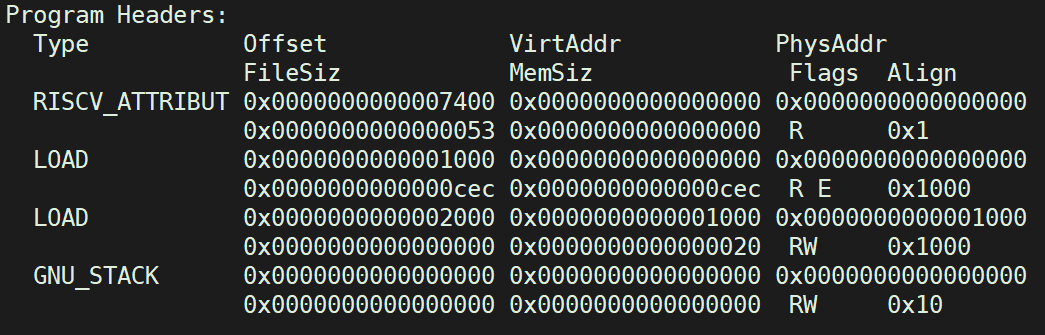 Program Headers:
  Type           Offset             VirtAddr           PhysAddr
                 FileSiz            MemSiz              Flags  Align
  RISCV_ATTRIBUT 0x0000000000007400 0x0000000000000000 0x0000000000000000
                 0x0000000000000053 0x0000000000000000  R      0x1
  LOAD           0x0000000000001000 0x0000000000000000 0x0000000000000000
                 0x0000000000000cec 0x0000000000000cec  R E    0x1000
  LOAD           0x0000000000002000 0x0000000000001000 0x0000000000001000
                 0x0000000000000000 0x0000000000000020  RW     0x1000
  GNU_STACK      0x0000000000000000 0x0000000000000000 0x0000000000000000
                 0x0000000000000000 0x0000000000000000  RW     0x10